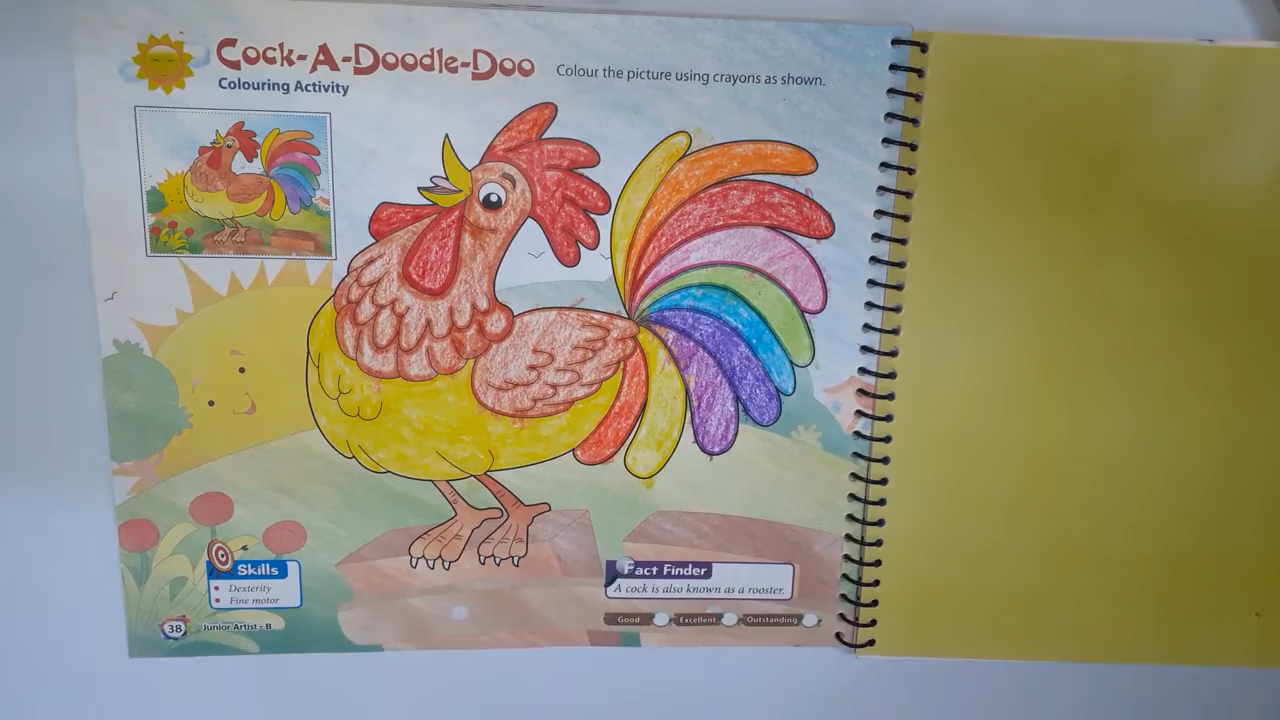 Cock-A-Doodle-Doo
Colour the picture using crayons as shown.
Colouring Activity
Skills
• Dexterity
• Fine motor
Fact Finder
A cock is also known as a rooster.
Good Excellent Outstanding
38 Junior Artist - B